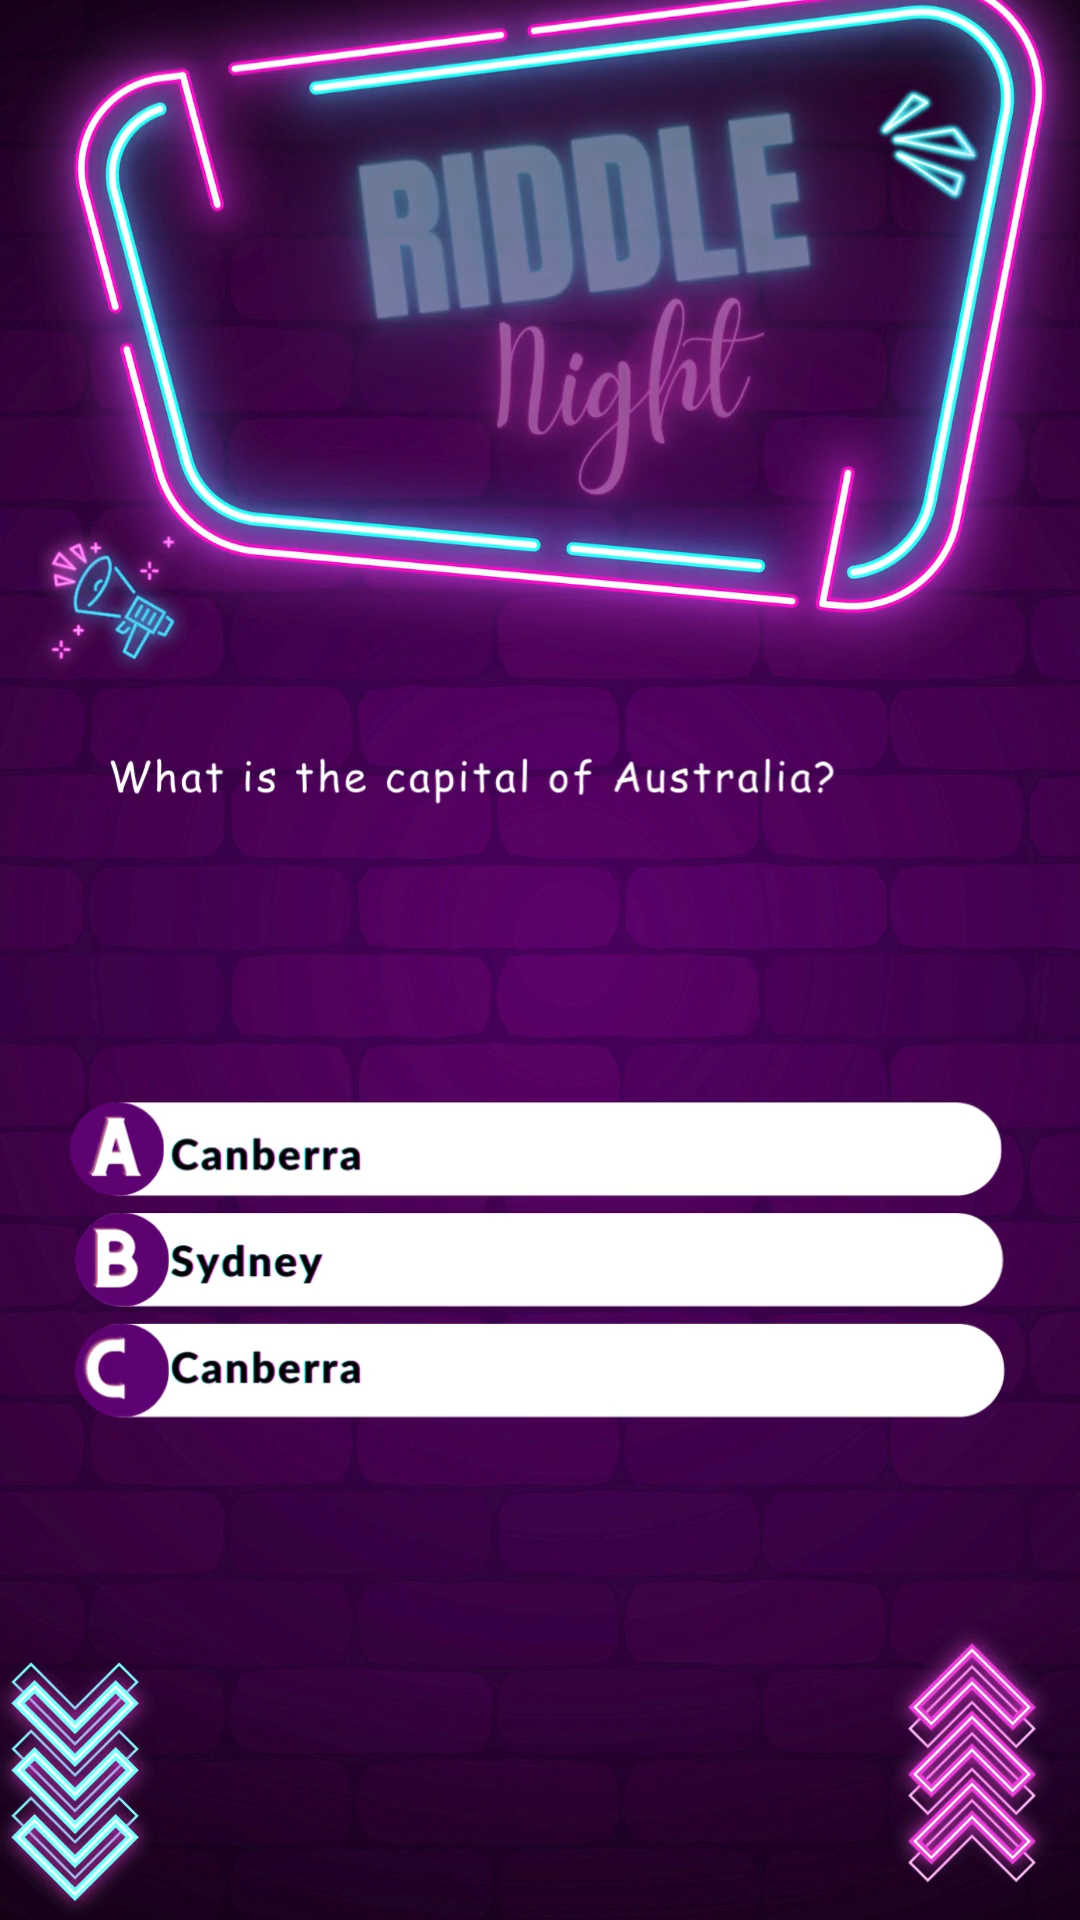 RIDDLE
Night
What is the capital of Australia?
A Canberra
B Sydney
C Canberra